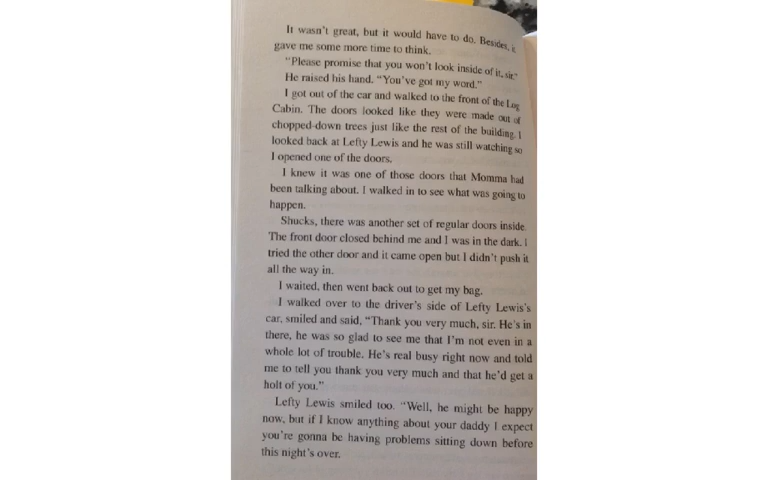 It wasn't great, but it would have to do. Besides, it
gave me some more time to think.
"Please promise that you won't look inside of it, sir."
He raised his hand. "You've got my word."
I got out of the car and walked to the front of the Log
Cabin. The doors looked like they were made out of
chopped-down trees just like the rest of the building. I
looked back at Lefty Lewis and he was still watching so
I opened one of the doors.
I knew it was one of those doors that Momma had
been talking about. I walked in to see what was going to
happen.
Shucks, there was another set of regular doors inside.
The front door closed behind me and I was in the dark. I
tried the other door and it came open but I didn't push it
all the way in.
I waited, then went back out to get my bag.
I walked over to the driver's side of Lefty Lewis's
car, smiled and said, "Thank you very much, sir. He's in
there, he was so glad to see me that I'm not even in a
whole lot of trouble. He's real busy right now and told
me to tell you thank you very much and that he'd get a
holt of you."
Lefty Lewis smiled too. "Well, he might be happy
now, but if I know anything about your daddy I expect
you're gonna be having problems sitting down before
this night's over.